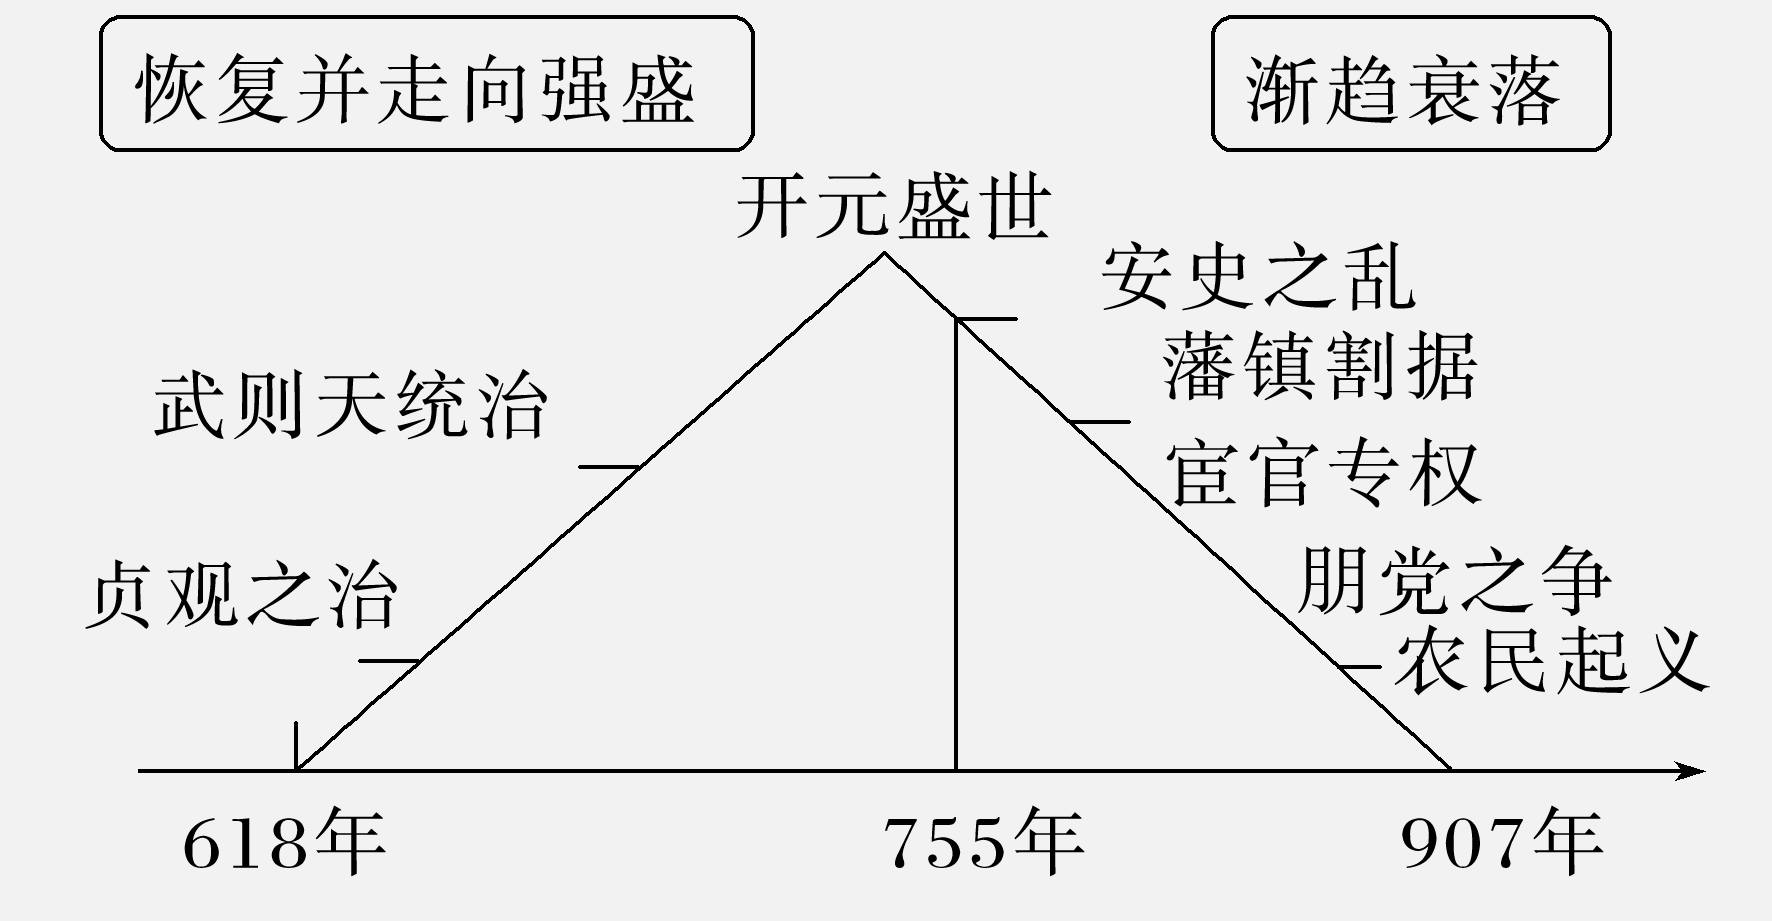 恢复并走向强盛
渐趋衰落
开元盛世
安史之乱
藩镇割据
武则天统治
宦官专权
贞观之治
朋党之争
农民起义
618年
755年
907年